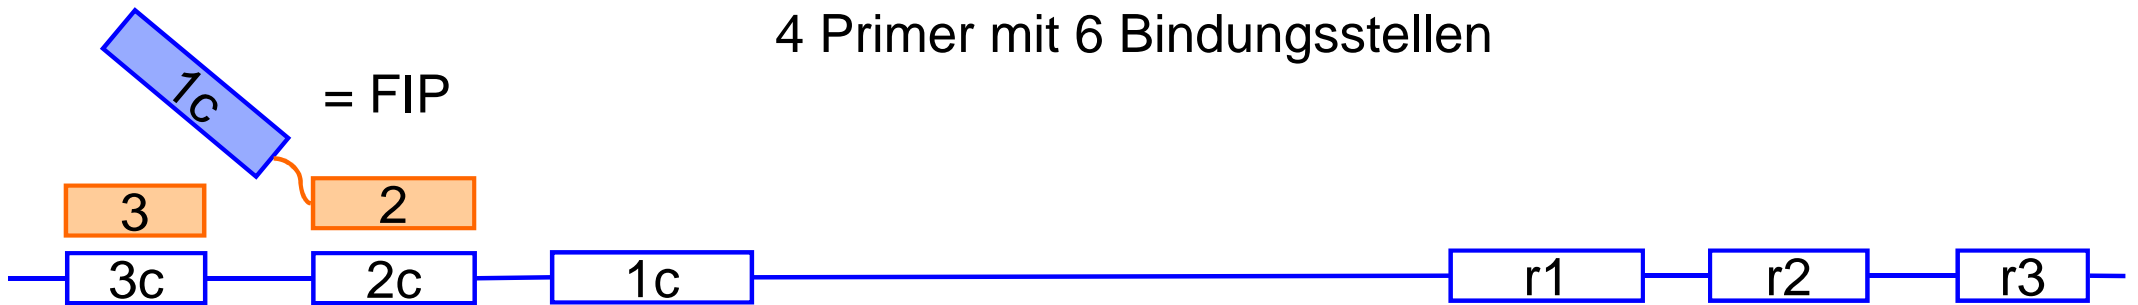 4 Primer mit 6 Bindungsstellen
1c
= FIP
3
2
3c
2c
1c
r1
r2
r3